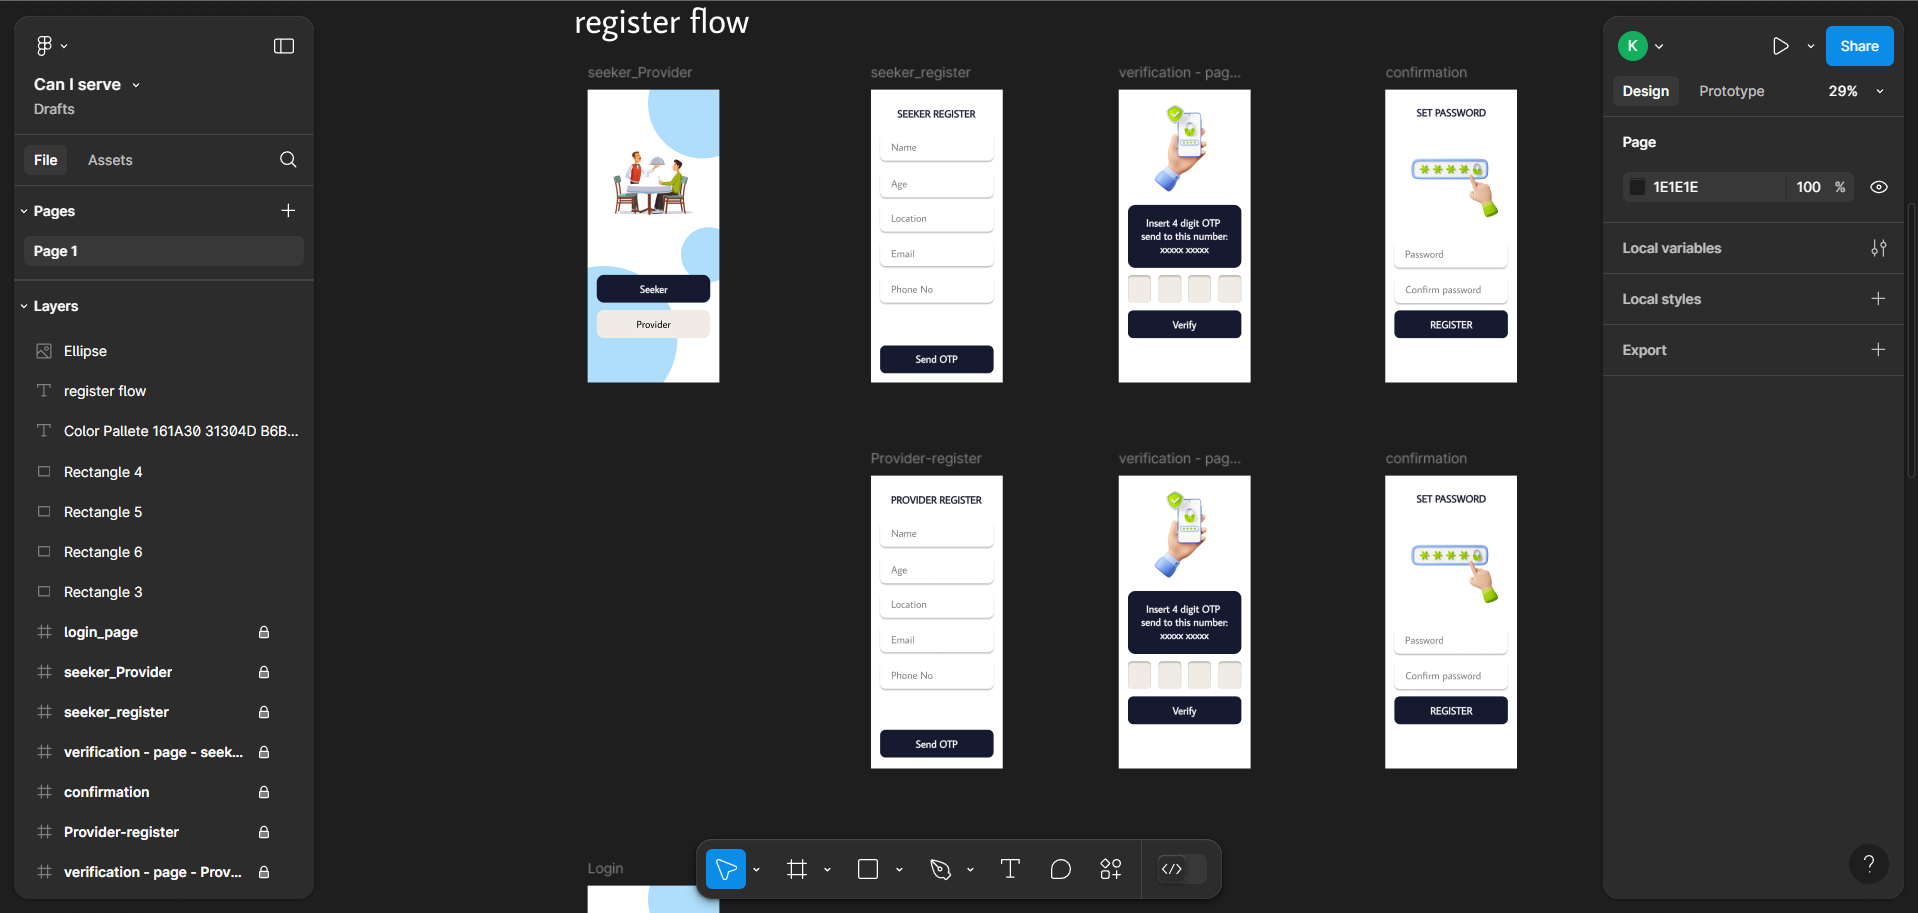 Can I serve
Drafts
File
Assets
Pages
Page 1
Layers
Ellipse
register flow
Color Pallete 161A30 31304D B6B...
Rectangle 4
Rectangle 5
Rectangle 6
Rectangle 3
login_page
seeker_Provider
seeker_register
verification - page - seek...
confirmation
Provider-register
verification - page - Prov...
register flow
seeker_Provider
Seeker
Provider
seeker_register
SEEKER REGISTER
Name
Age
Location
Email
Phone No
Send OTP
verification - pag...
Insert 4 digit OTP
send to this number:
xxxxx xxxxx
Verify
confirmation
SET PASSWORD
****
Password
Confirm password
REGISTER
Provider-register
PROVIDER REGISTER
Name
Age
Location
Email
Phone No
Send OTP
verification - pag...
Insert 4 digit OTP
send to this number:
xxxxx xxxxx
Verify
confirmation
SET PASSWORD
****
Password
Confirm password
REGISTER
Login
K
Share
Design
Prototype
29%
Page
1E1E1E
100 %
Local variables
Local styles
Export
?